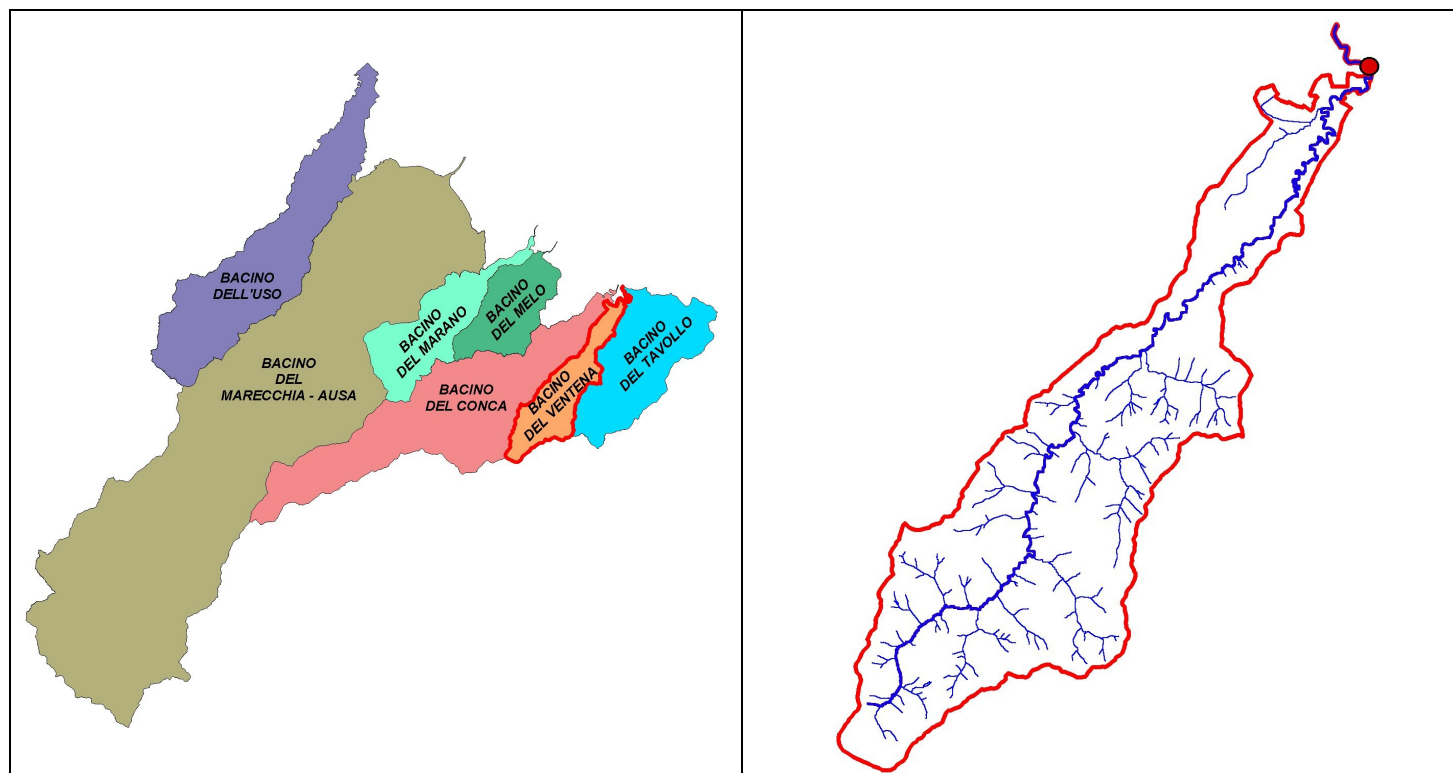 BACINO
DELL'USO
BACINO
DEL
MARECCHIA - AUSA
BACINO
DEL MARANO
BACINO
DEL MELO
BACINO
DEL CONCA
BACINO
DEL VENTENA
BACINO
DEL TAVOLLO